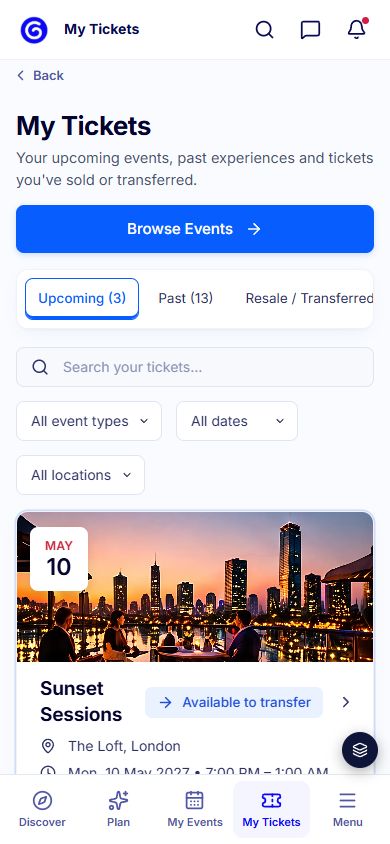 My Tickets
Back
My Tickets
Your upcoming events, past experiences and tickets
you've sold or transferred.
Browse Events
Upcoming (3)
Past (13)
Resale / Transferred
Search your tickets...
All event types
All dates
All locations
MAY
10
Sunset
Sessions
Available to transfer
The Loft, London
Mon, 10 May 2027 • 7:00 PM – 1:00 AM
Discover
Plan
My Events
My Tickets
Menu